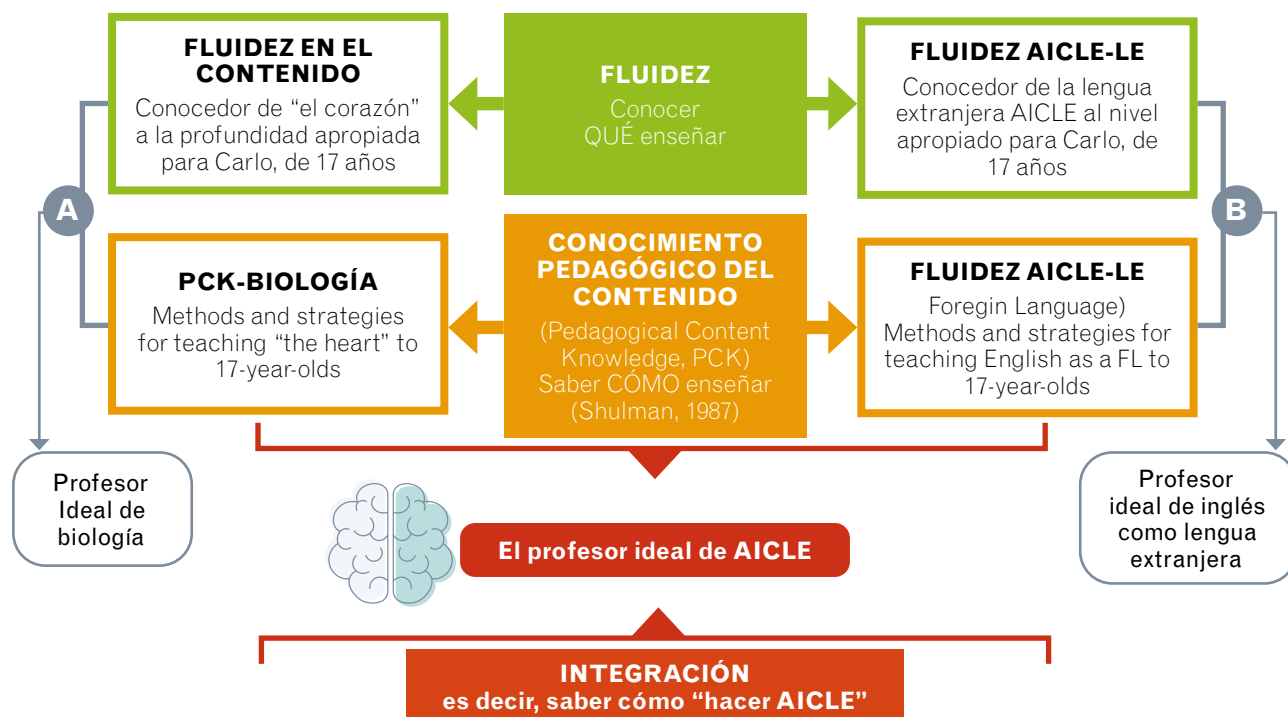 FLUIDEZ EN EL
CONTENIDO
Conocedor de “el corazón”
a la profundidad apropiada
para Carlo, de 17 años
FLUIDEZ
Conocer
QUÉ enseñar
FLUIDEZ AICLE-LE
Conocedor de la lengua
extranjera AICLE al nivel
apropiado para Carlo, de
17 años
A
B
PCK-BIOLOGÍA
Methods and strategies
for teaching “the heart” to
17-year-olds
CONOCIMIENTO
PEDAGÓGICO DEL
CONTENIDO
(Pedagogical Content
Knowledge, PCK)
Saber CÓMO enseñar
(Shulman, 1987)
FLUIDEZ AICLE-LE
Foregin Language)
Methods and strategies for
teaching English as a FL to
17-year-olds
Profesor
Ideal de
biología
El profesor ideal de AICLE
Profesor
ideal de inglés
como lengua
extranjera
INTEGRACIÓN
es decir, saber cómo “hacer AICLE”